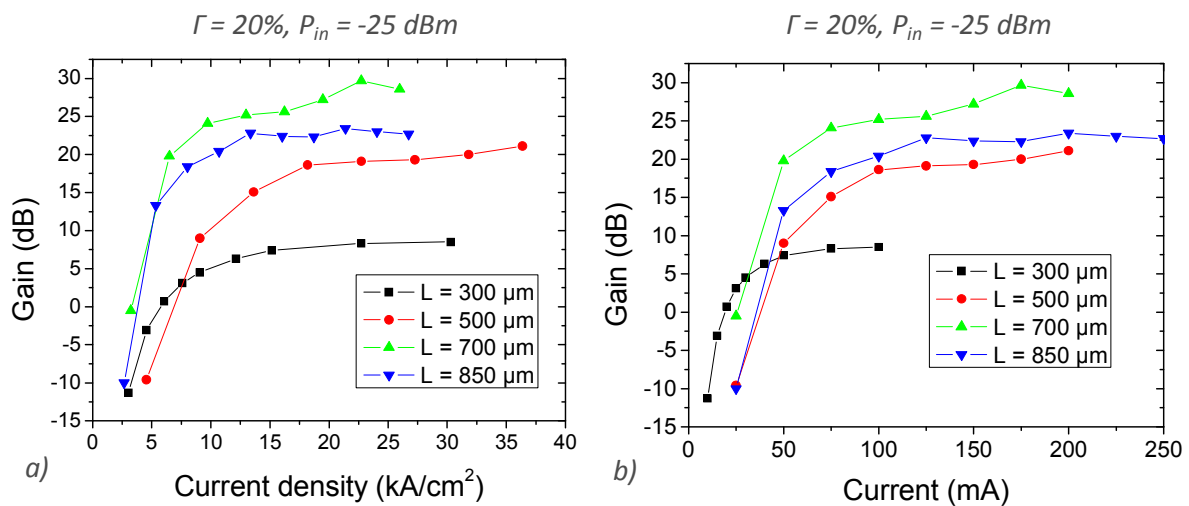 Γ = 20%, P_in = -25 dBm
Γ = 20%, P_in = -25 dBm
30
25
20
15
10
5
0
-5
-10
-15
Gain (dB)
L = 300 µm
L = 500 µm
L = 700 µm
L = 850 µm
0 5 10 15 20 25 30 35 40
a)
Current density (kA/cm²)
30
25
20
15
10
5
0
-5
-10
-15
Gain (dB)
L = 300 µm
L = 500 µm
L = 700 µm
L = 850 µm
0 50 100 150 200 250
b)
Current (mA)